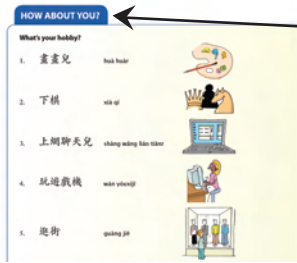 HOW ABOUT YOU?
What's your hobby?
1. 畫畫兒 huà huàr
2. 下棋 xià qí
3. 上網聊天兒 shàng wǎng liáo tiānr
4. 玩遊戲機 wán yóuxìjī
5. 逛街 guàng jiē